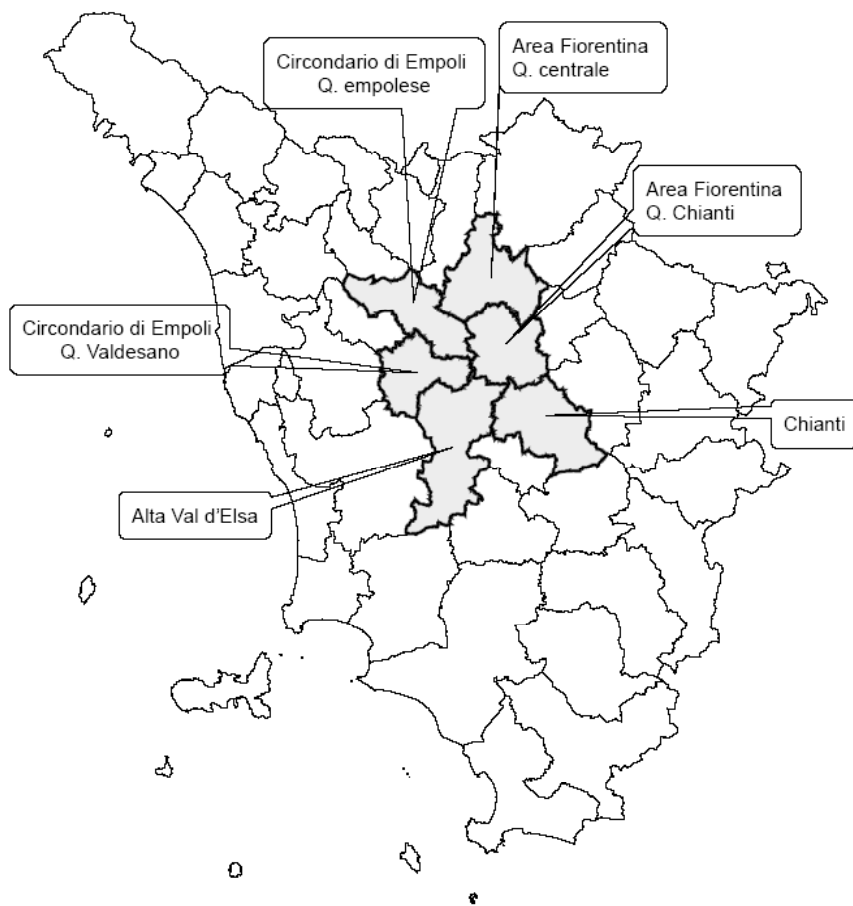 Circondario di Empoli
Q. empolese
Area Fiorentina
Q. centrale
Area Fiorentina
Q. Chianti
Circondario di Empoli
Q. Valdesano
Chianti
Alta Val d'Elsa